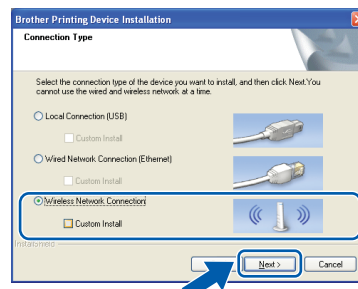 Brother Printing Device Installation
Connection Type
Select the connection type of the device you want to install, and then click Next.You
cannot use the wired and wireless network at a time.
Local Connection (USB)
Custom Install
Wired Network Connection (Ethernet)
Custom Install
Wireless Network Connection
Custom Install
InstallShield
Next > Cancel